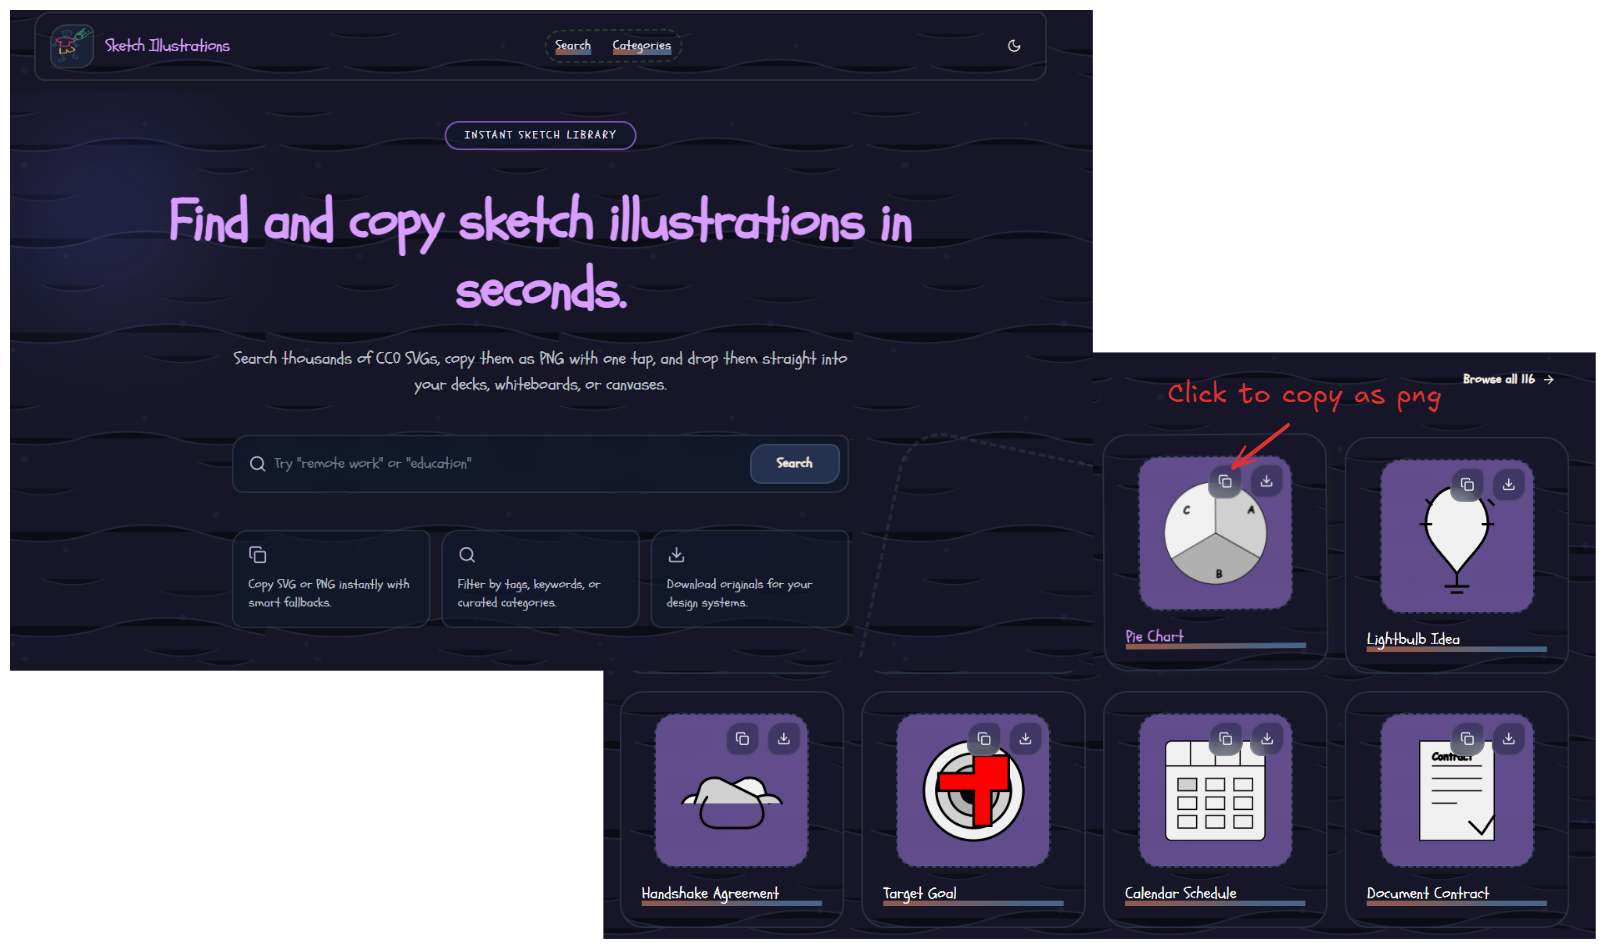 Sketch Illustrations
Search
Categories
INSTANT SKETCH LIBRARY
Find and copy sketch illustrations in
seconds.
Search thousands of CC0 SVGs, copy them as PNG with one tap, and drop them straight into
your decks, whiteboards, or canvases.
Try "remote work" or "education"
Search
Copy SVG or PNG instantly with
smart fallbacks.
Filter by tags, keywords, or
curated categories.
Download originals for your
design systems.
Browse all 116 →
Click to copy as png
C
A
B
Pie Chart
Lightbulb Idea
Handshake Agreement
Target Goal
Calendar Schedule
Contract
Document Contract